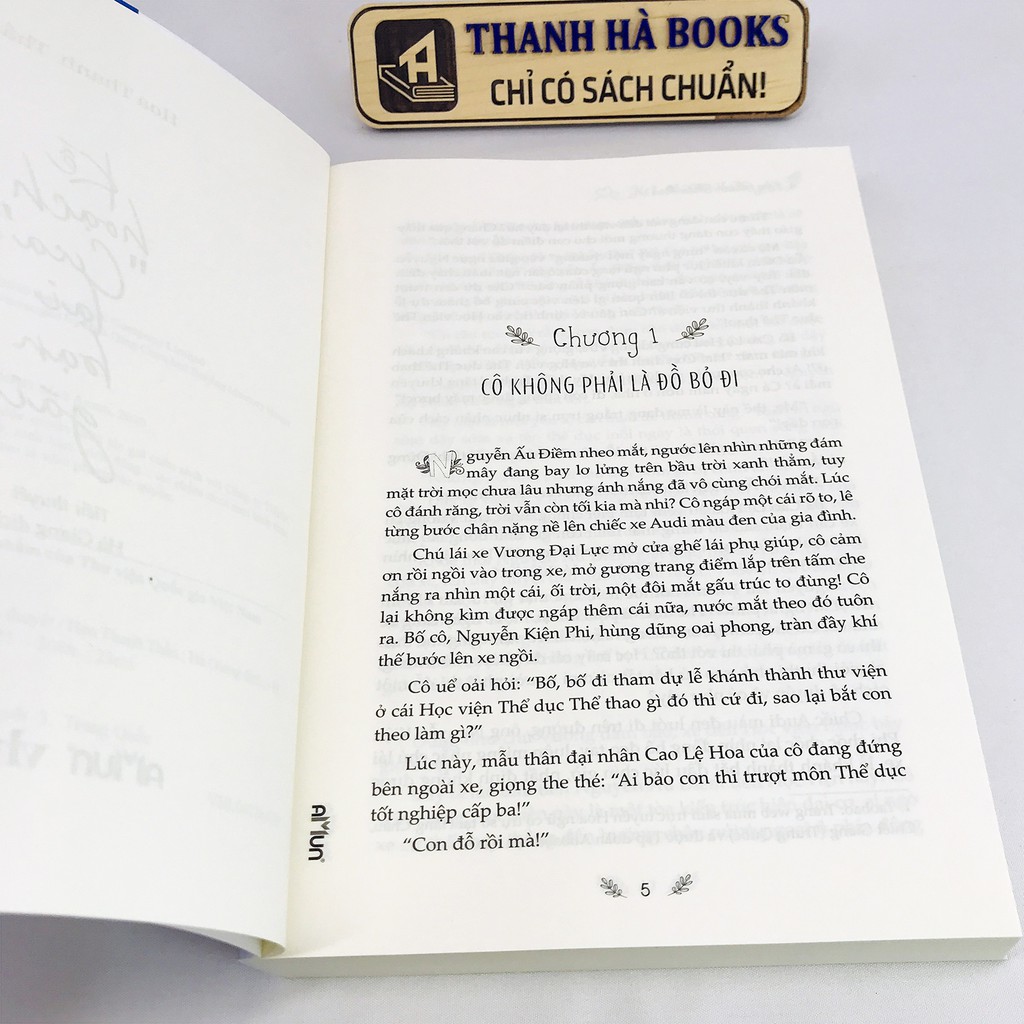 THANH HÀ BOOKS
CHỈ CÓ SÁCH CHUẨN!
Chương 1
CÔ KHÔNG PHẢI LÀ ĐỒ BỎ ĐI
Nguyễn Ấu Điềm nheo mắt, ngước lên nhìn những đám
mây đang bay lơ lửng trên bầu trời xanh thẳm, tuy
mặt trời mọc chưa lâu nhưng ánh nắng đã vô cùng chói mắt. Lúc
cô đánh răng, trời vẫn còn tối kia mà nhỉ? Cô ngáp một cái rõ to, lê
từng bước chân nặng nề lên chiếc xe Audi màu đen của gia đình.
Chú lái xe Vương Đại Lực mở cửa ghế lái phụ giúp, cô cảm
ơn rồi ngồi vào trong xe, mở gương trang điểm lắp trên tấm che
nắng ra nhìn một cái, ối trời, một đôi mắt gấu trúc to đùng! Cô
lại không kìm được ngáp thêm cái nữa, nước mắt theo đó tuôn
ra. Bố cô, Nguyễn Kiện Phi, hùng dũng oai phong, tràn đầy khí
thế bước lên xe ngồi.
Cô uể oải hỏi: “Bố, bố đi tham dự lễ khánh thành thư viện
ở cái Học viện Thể dục Thể thao gì đó thì cứ đi, sao lại bắt con
theo làm gì?”
Lúc này, mẫu thân đại nhân Cao Lệ Hoa của cô đang đứng
bên ngoài xe, giọng the thé: “Ai bảo con thi trượt môn Thể dục
tốt nghiệp cấp ba!”
“Con đỗ rồi mà!”
AMUN
5